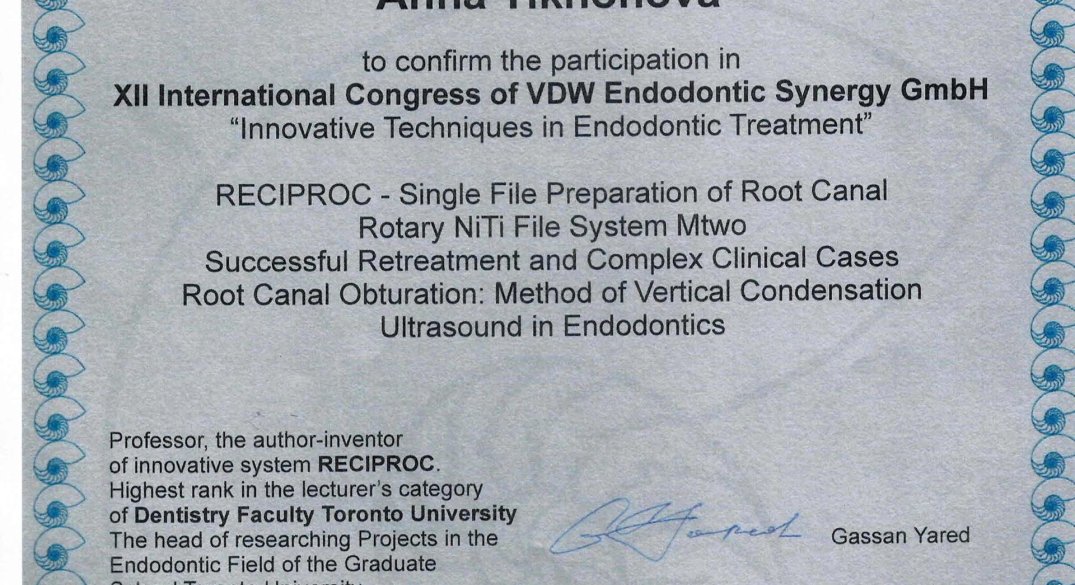 Anna Tikhonova
to confirm the participation in
XII International Congress of VDW Endodontic Synergy GmbH
“Innovative Techniques in Endodontic Treatment”
RECIPROC - Single File Preparation of Root Canal
Rotary NiTi File System Mtwo
Successful Retreatment and Complex Clinical Cases
Root Canal Obturation: Method of Vertical Condensation
Ultrasound in Endodontics
Professor, the author-inventor
of innovative system RECIPROC.
Highest rank in the lecturer’s category
of Dentistry Faculty Toronto University
The head of researching Projects in the
Endodontic Field of the Graduate
Gassan Yared